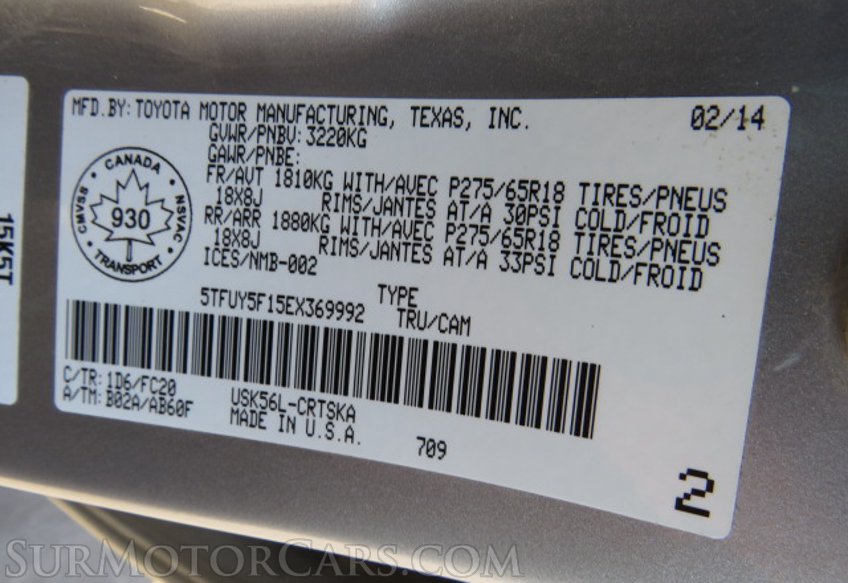 MFD.BY: TOYOTA MOTOR MANUFACTURING, TEXAS, INC. 02/14
GVWR/PNBV: 3220KG
GAWR/PNBE:
FR/AVT 1810KG WITH/AVEC P275/65R18 TIRES/PNEUS
18X8J RIMS/JANTES AT/A 30PSI COLD/FROID
RR/ARR 1880KG WITH/AVEC P275/65R18 TIRES/PNEUS
18X8J RIMS/JANTES AT/A 33PSI COLD/FROID
ICES/NMB-002
CANADA
CMVSS 930 NSVAC
TRANSPORT
5TFUY5F15EX369992 TYPE
TRU/CAM
C/TR: 1D6/FC20
A/TM: B02A/AB60F
USK56L-CRTSKA
MADE IN U.S.A.
709
2
15K5T
SurMotorCars.com